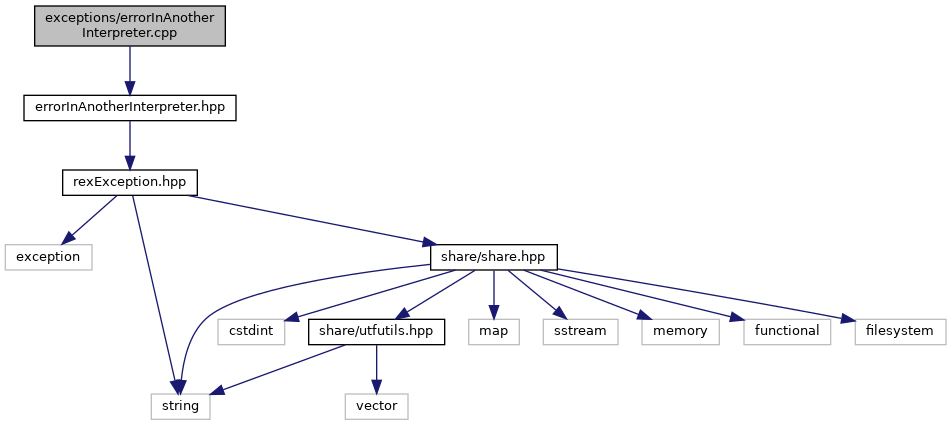 exceptions/errorInAnother
Interpreter.cpp
errorInAnotherInterpreter.hpp
rexException.hpp
exception
share/share.hpp
cstdint
share/utfutils.hpp
map
sstream
memory
functional
filesystem
string
vector